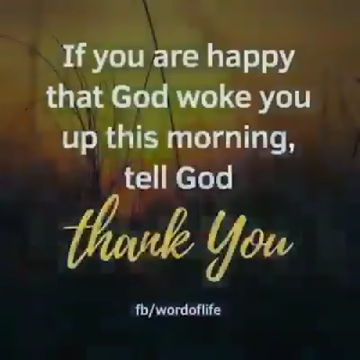 If you are happy
that God woke you
up this morning,
tell God
thank You
fb/wordoflife